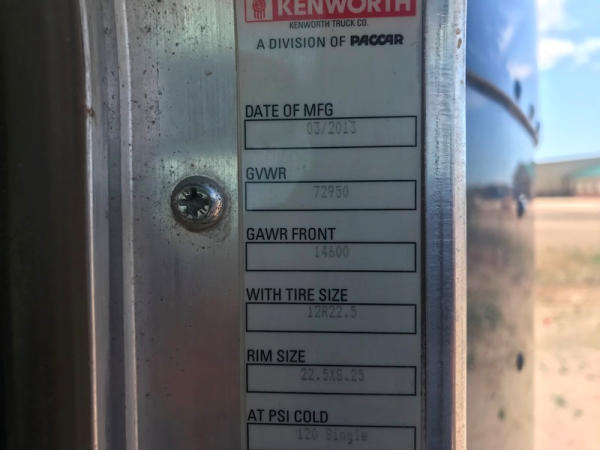 KENWORTH
KENWORTH TRUCK CO.
A DIVISION OF PACCAR
DATE OF MFG
03/2013
GVWR
72950
GAWR FRONT
14600
WITH TIRE SIZE
12R22.5
RIM SIZE
22.5X8.25
AT PSI COLD
120 Single